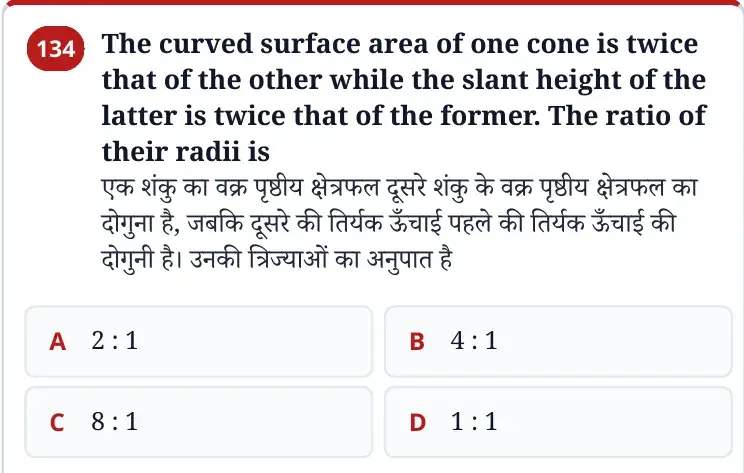 134 The curved surface area of one cone is twice
that of the other while the slant height of the
latter is twice that of the former. The ratio of
their radii is
एक शंकु का वक्र पृष्ठीय क्षेत्रफल दूसरे शंकु के वक्र पृष्ठीय क्षेत्रफल का
दोगुना है, जबकि दूसरे की तिर्यक ऊँचाई पहले की तिर्यक ऊँचाई की
दोगुनी है। उनकी त्रिज्याओं का अनुपात है
A 2 : 1
B 4 : 1
C 8 : 1
D 1 : 1